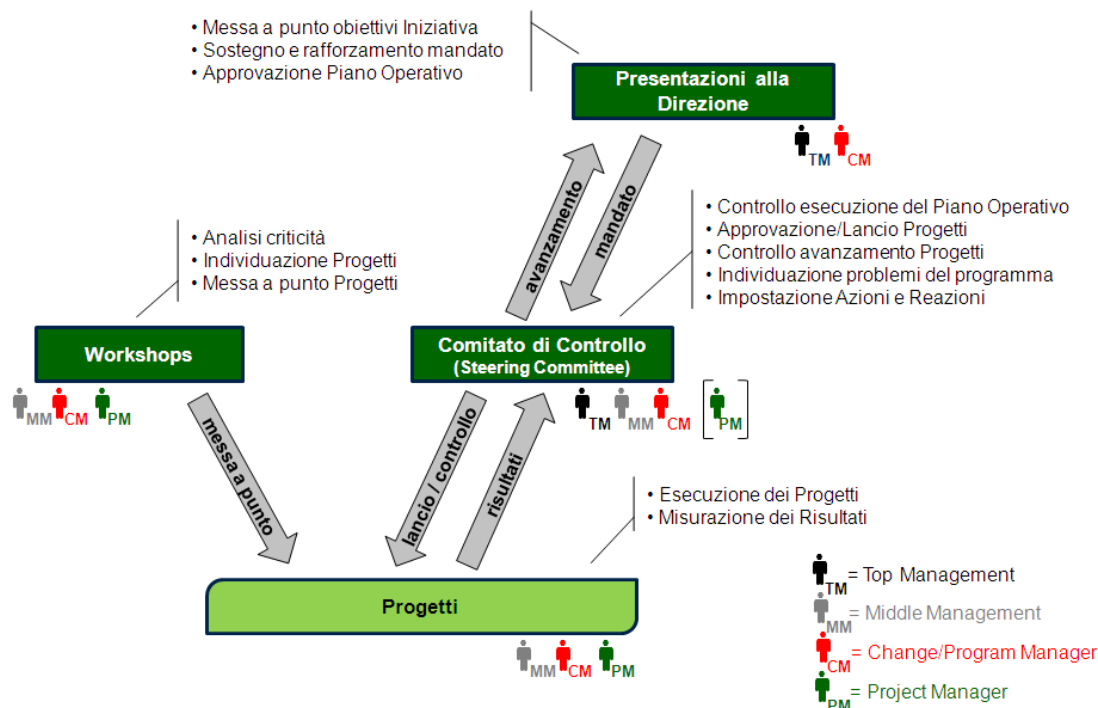 • Messa a punto obiettivi Iniziativa
• Sostegno e rafforzamento mandato
• Approvazione Piano Operativo
Presentazioni alla
Direzione
TM
CM
avanzamento
mandato
• Controllo esecuzione del Piano Operativo
• Approvazione/Lancio Progetti
• Controllo avanzamento Progetti
• Individuazione problemi del programma
• Impostazione Azioni e Reazioni
• Analisi criticità
• Individuazione Progetti
• Messa a punto Progetti
Workshops
MM
CM
PM
Comitato di Controllo
(Steering Committee)
TM
MM
CM
PM
messa a punto
lancio / controllo
risultati
• Esecuzione dei Progetti
• Misurazione dei Risultati
Progetti
MM
CM
PM
TM = Top Management
MM = Middle Management
CM = Change/Program Manager
PM = Project Manager